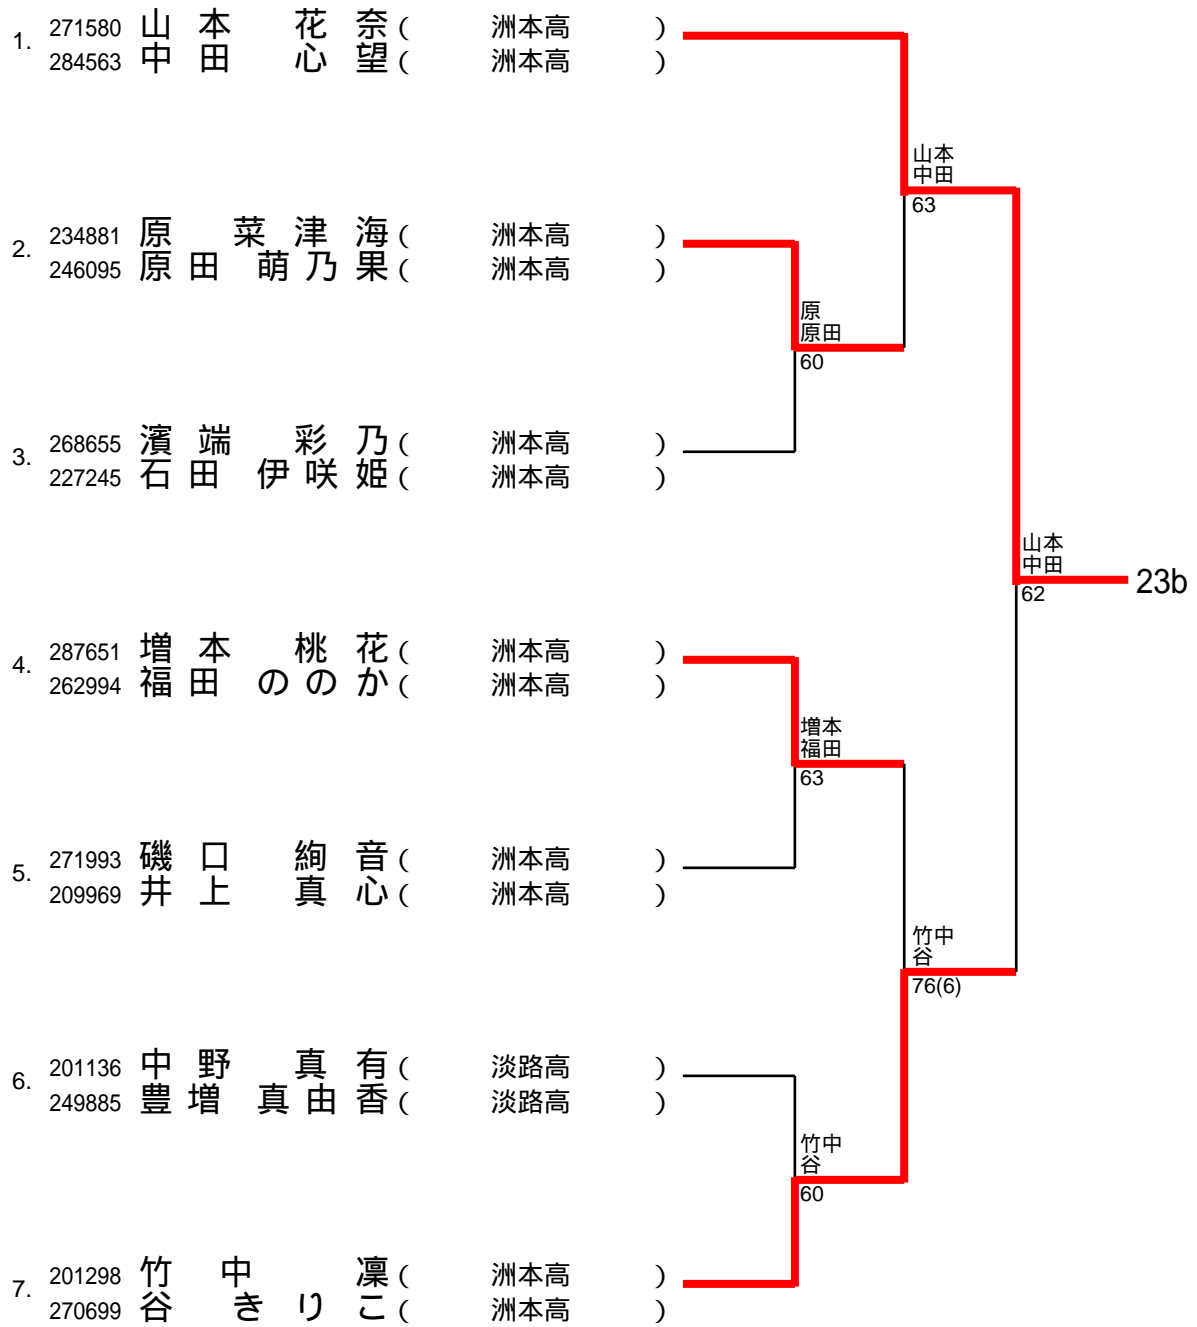 1. 271580 山本 花奈 ( 洲本高 )
284563 中田 心望 ( 洲本高 )
山本
中田
63
2. 234881 原 菜津海 ( 洲本高 )
246095 原田 萌乃果 ( 洲本高 )
原
原田
60
3. 268655 濱端 彩乃 ( 洲本高 )
227245 石田 伊咲姫 ( 洲本高 )
山本
中田
62
23b
4. 287651 増本 桃花 ( 洲本高 )
262994 福田 ののか ( 洲本高 )
増本
福田
63
5. 271993 磯口 絢音 ( 洲本高 )
209969 井上 真心 ( 洲本高 )
竹中
谷
76(6)
6. 201136 中野 真有 ( 淡路高 )
249885 豊増 真由香 ( 淡路高 )
竹中
谷
60
7. 201298 竹中 凜 ( 洲本高 )
270699 谷 きりこ ( 洲本高 )